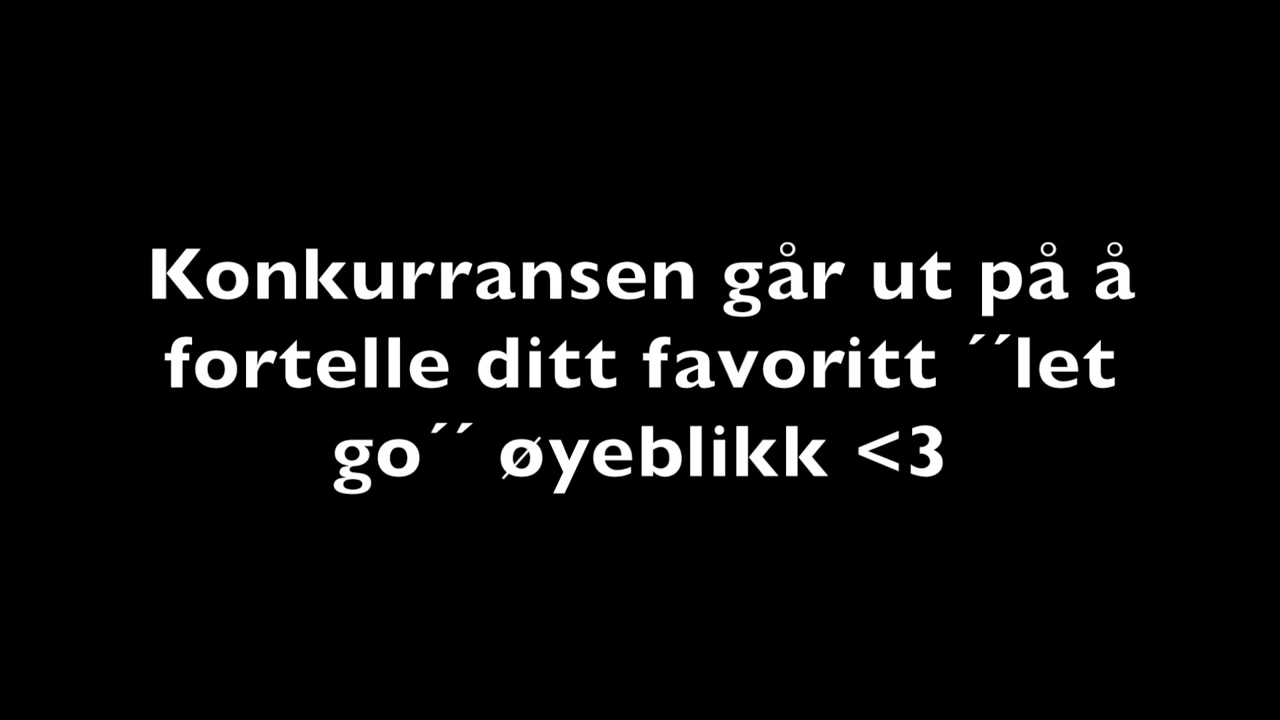 Konkurransen går ut på å
fortelle ditt favoritt ´´let
go´´ øyeblikk <3